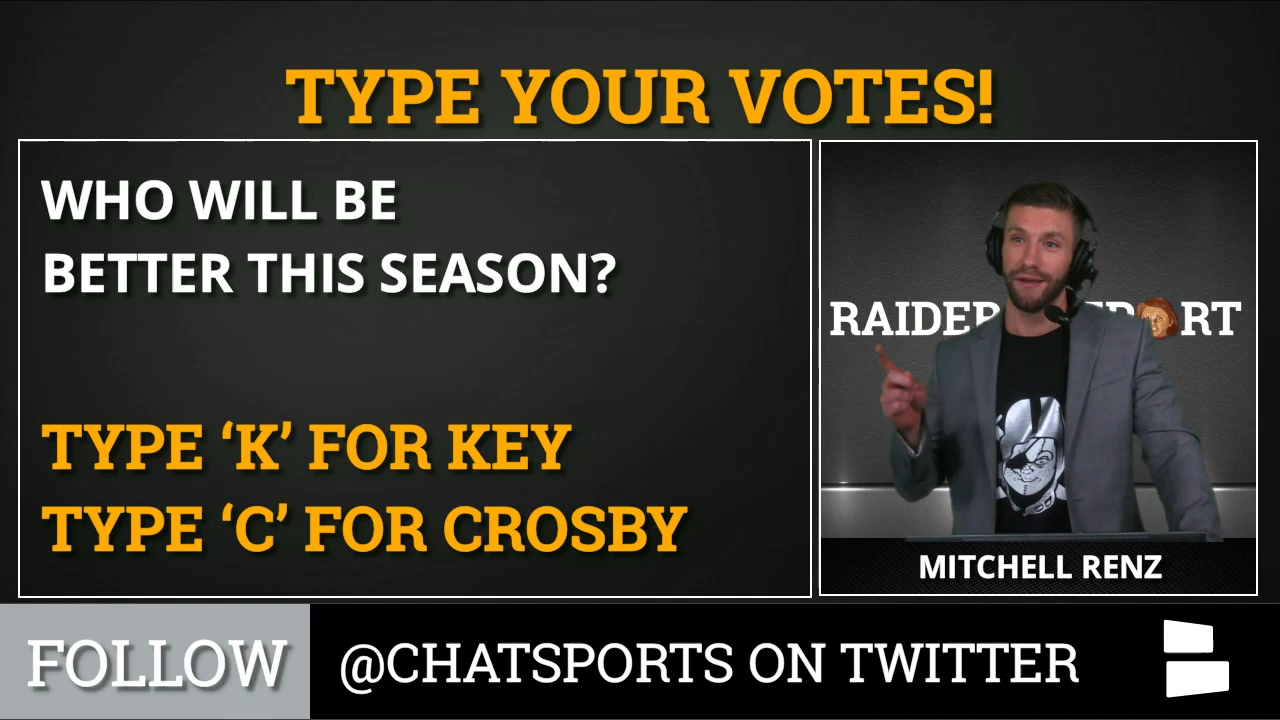 TYPE YOUR VOTES!
WHO WILL BE
BETTER THIS SEASON?
TYPE ‘K’ FOR KEY
TYPE ‘C’ FOR CROSBY
MITCHELL RENZ
FOLLOW
@CHATSPORTS ON TWITTER